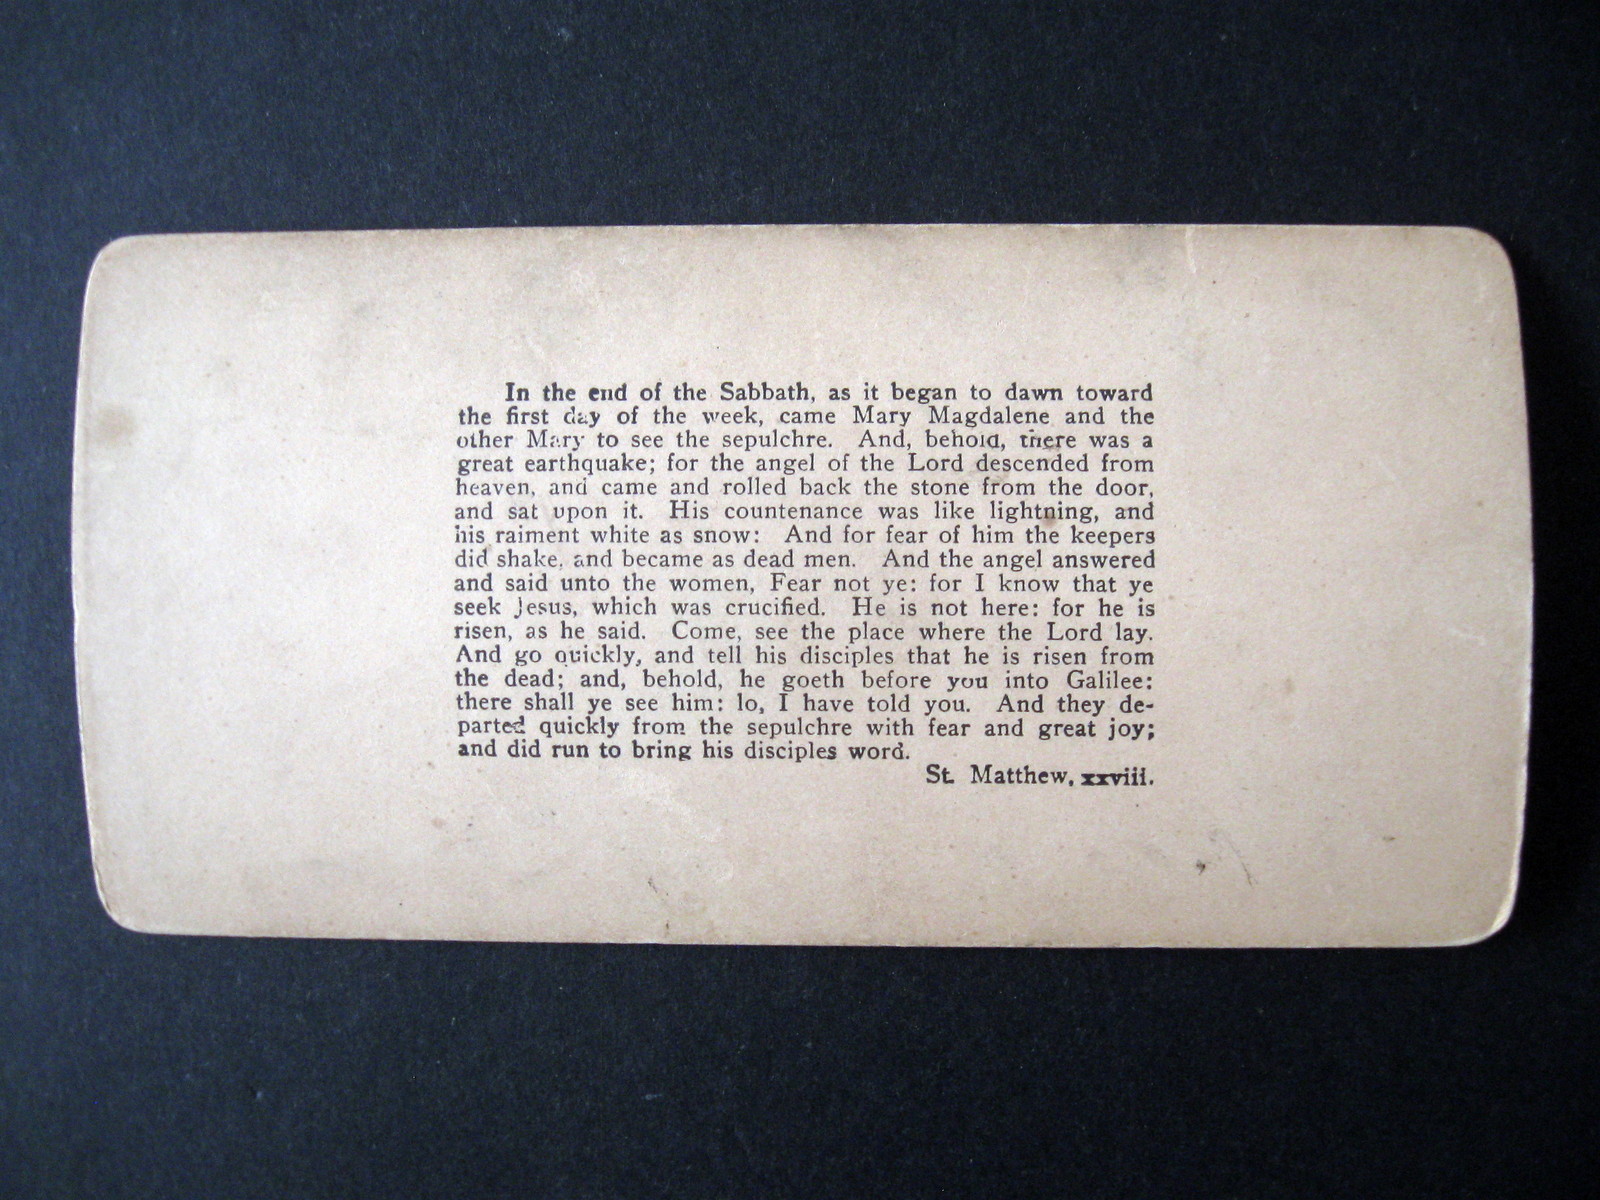 In the end of the Sabbath, as it began to dawn toward
the first day of the week, came Mary Magdalene and the
other Mary to see the sepulchre. And, behold, there was a
great earthquake; for the angel of the Lord descended from
heaven, and came and rolled back the stone from the door,
and sat upon it. His countenance was like lightning, and
his raiment white as snow: And for fear of him the keepers
did shake, and became as dead men. And the angel answered
and said unto the women, Fear not ye: for I know that ye
seek Jesus, which was crucified. He is not here: for he is
risen, as he said. Come, see the place where the Lord lay.
And go quickly, and tell his disciples that he is risen from
the dead; and, behold, he goeth before you into Galilee:
there shall ye see him: lo, I have told you. And they de-
parted quickly from the sepulchre with fear and great joy;
and did run to bring his disciples word.
St. Matthew, xxviii.